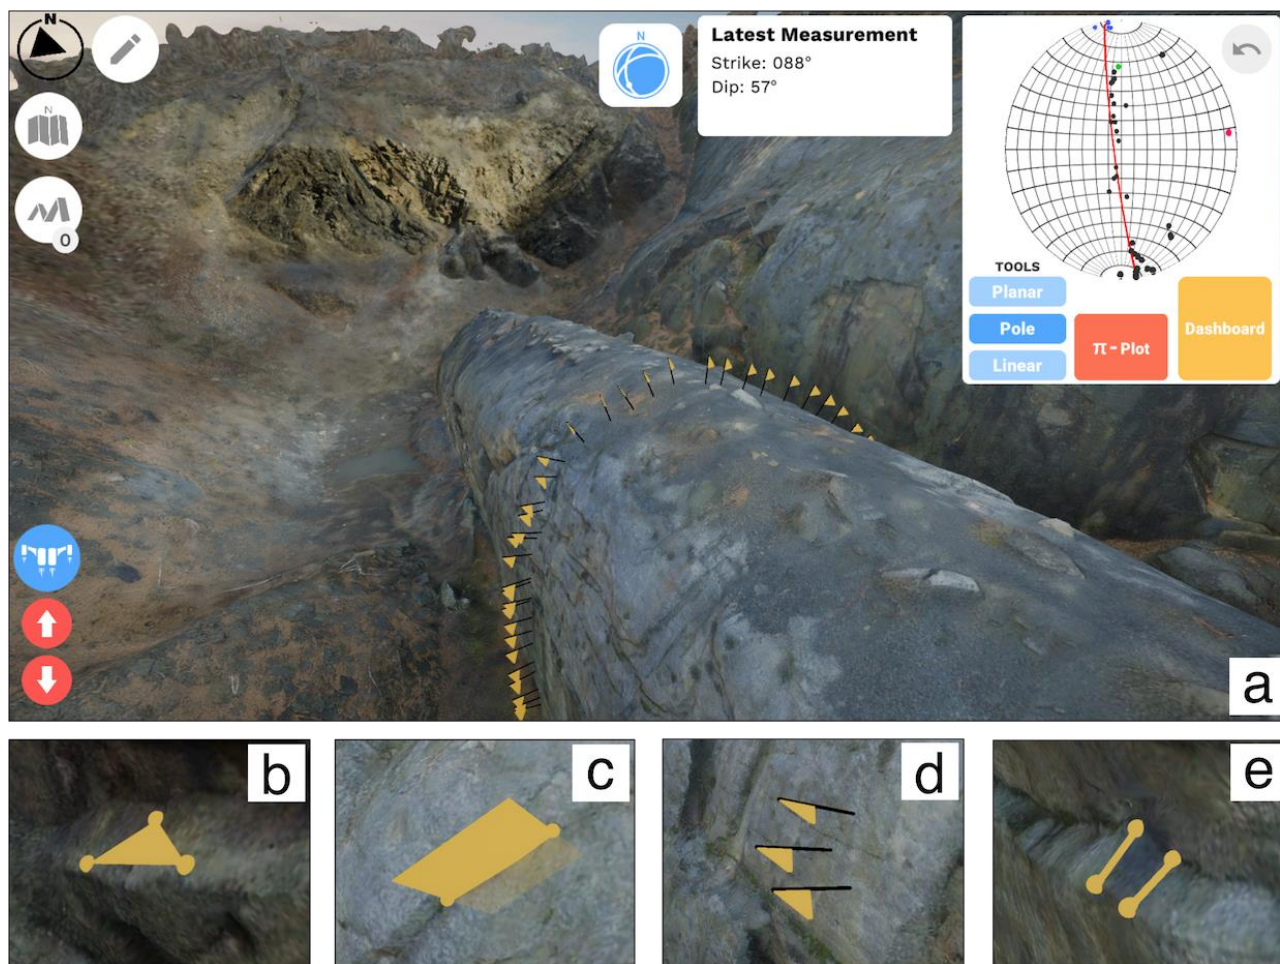 N
N
0
N
Latest Measurement
Strike: 088°
Dip: 57°
TOOLS
Planar
Pole
Linear
π - Plot
Dashboard
a
b
c
d
e